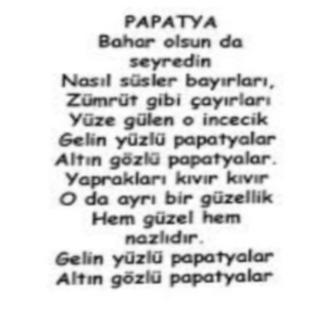 PAPATYA
Bahar olsun da
seyredin
Nasıl süsler bayırları,
Zümrüt gibi çayırları
Yüze gülen o incecik
Gelin yüzlü papatyalar
Altın gözlü papatyalar.
Yaprakları kıvır kıvır
O da ayrı bir güzellik
Hem güzel hem
nazlıdır.
Gelin yüzlü papatyalar
Altın gözlü papatyalar